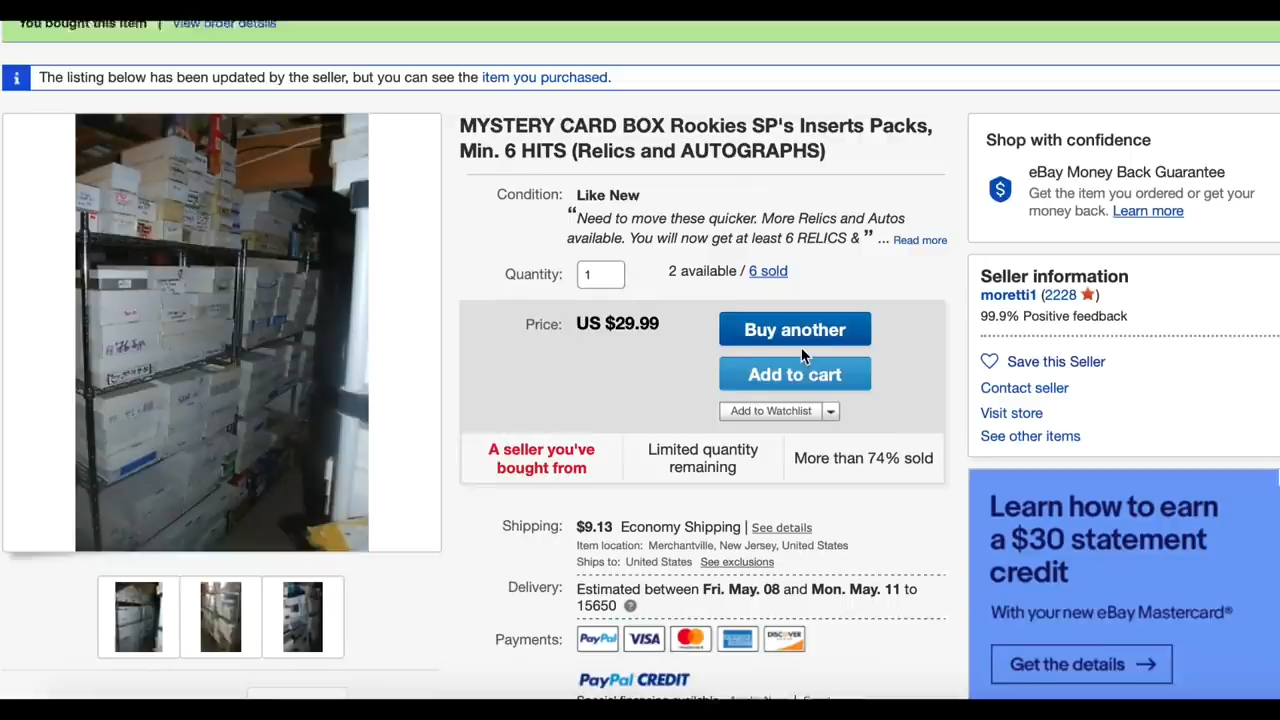 You bought this item | View order details
The listing below has been updated by the seller, but you can see the item you purchased.
MYSTERY CARD BOX Rookies SP's Inserts Packs,
Min. 6 HITS (Relics and AUTOGRAPHS)
Condition: Like New
“Need to move these quicker. More Relics and Autos
available. You will now get at least 6 RELICS & ” ... Read more
Quantity: 1 2 available / 6 sold
Price: US $29.99
Buy another
Add to cart
Add to Watchlist
A seller you've
bought from
Limited quantity
remaining
More than 74% sold
Shipping: $9.13 Economy Shipping | See details
Item location: Merchantville, New Jersey, United States
Ships to: United States See exclusions
Delivery: Estimated between Fri. May. 08 and Mon. May. 11 to
15650
Payments: PayPal VISA MasterCard AMERICAN EXPRESS DISCOVER
PayPal CREDIT
Shop with confidence
eBay Money Back Guarantee
Get the item you ordered or get your
money back. Learn more
Seller information
moretti1 (2228)
99.9% Positive feedback
Save this Seller
Contact seller
Visit store
See other items
Learn how to earn
a $30 statement
credit
With your new eBay Mastercard®
Get the details →